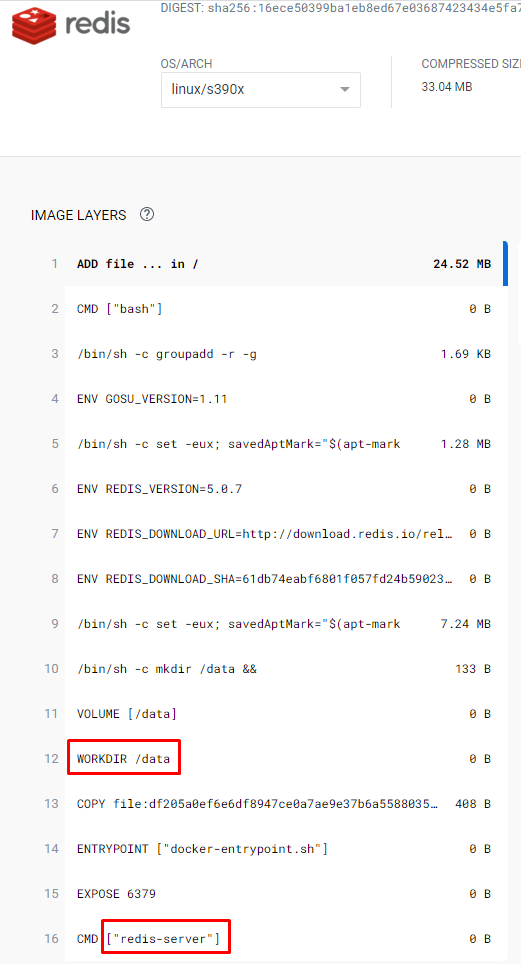 redis
DIGEST: sha256:16ece50399ba1eb8ed67e03687423434e5fa7
OS/ARCH
linux/s390x
COMPRESSED SIZE
33.04 MB
IMAGE LAYERS ?
1 ADD file ... in / 24.52 MB
2 CMD ["bash"] 0 B
3 /bin/sh -c groupadd -r -g 1.69 KB
4 ENV GOSU_VERSION=1.11 0 B
5 /bin/sh -c set -eux; savedAptMark="$(apt-mark 1.28 MB
6 ENV REDIS_VERSION=5.0.7 0 B
7 ENV REDIS_DOWNLOAD_URL=http://download.redis.io/rel… 0 B
8 ENV REDIS_DOWNLOAD_SHA=61db74eabf6801f057fd24b59023… 0 B
9 /bin/sh -c set -eux; savedAptMark="$(apt-mark 7.24 MB
10 /bin/sh -c mkdir /data && 133 B
11 VOLUME [/data] 0 B
12 WORKDIR /data 0 B
13 COPY file:df205a0ef6e6df8947ce0a7ae9e37b6a5588035… 408 B
14 ENTRYPOINT ["docker-entrypoint.sh"] 0 B
15 EXPOSE 6379 0 B
16 CMD ["redis-server"] 0 B